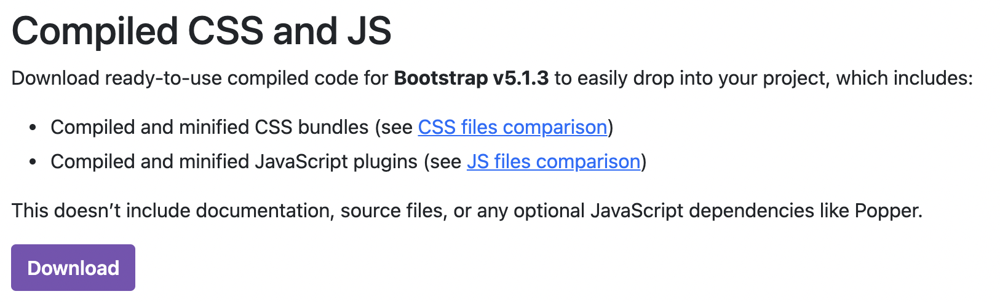 Compiled CSS and JS
Download ready-to-use compiled code for Bootstrap v5.1.3 to easily drop into your project, which includes:
• Compiled and minified CSS bundles (see CSS files comparison)
• Compiled and minified JavaScript plugins (see JS files comparison)
This doesn’t include documentation, source files, or any optional JavaScript dependencies like Popper.
Download